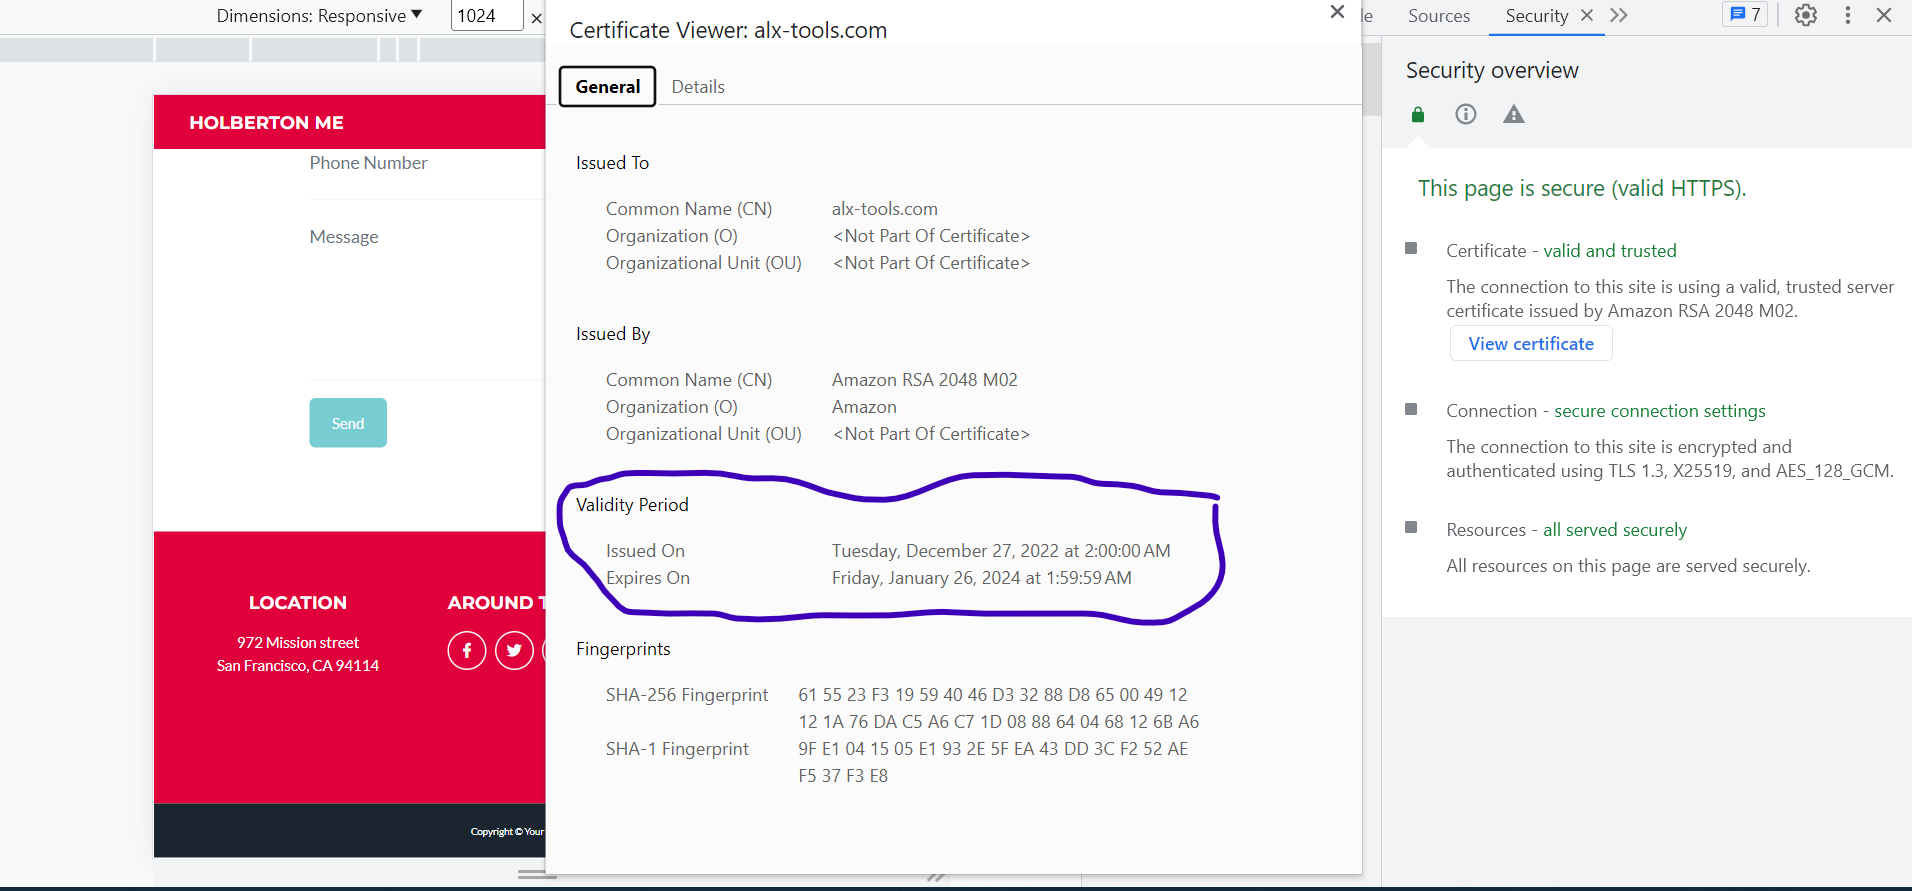 Dimensions: Responsive ▼ 1024 ×
HOLBERTON ME
Phone Number
Message
Send
LOCATION
972 Mission street
San Francisco, CA 94114
AROUND
Copyright © Your
Certificate Viewer: alx-tools.com
General Details
Issued To
Common Name (CN) alx-tools.com
Organization (O) <Not Part Of Certificate>
Organizational Unit (OU) <Not Part Of Certificate>
Issued By
Common Name (CN) Amazon RSA 2048 M02
Organization (O) Amazon
Organizational Unit (OU) <Not Part Of Certificate>
Validity Period
Issued On Tuesday, December 27, 2022 at 2:00:00 AM
Expires On Friday, January 26, 2024 at 1:59:59 AM
Fingerprints
SHA-256 Fingerprint 61 55 23 F3 19 59 40 46 D3 32 88 D8 65 00 49 12
12 1A 76 DA C5 A6 C7 1D 08 88 64 04 68 12 6B A6
SHA-1 Fingerprint 9F E1 04 15 05 E1 93 2E 5F EA 43 DD 3C F2 52 AE
F5 37 F3 E8
Sources Security 7
Security overview
This page is secure (valid HTTPS).
Certificate - valid and trusted
The connection to this site is using a valid, trusted server
certificate issued by Amazon RSA 2048 M02.
View certificate
Connection - secure connection settings
The connection to this site is encrypted and
authenticated using TLS 1.3, X25519, and AES_128_GCM.
Resources - all served securely
All resources on this page are served securely.